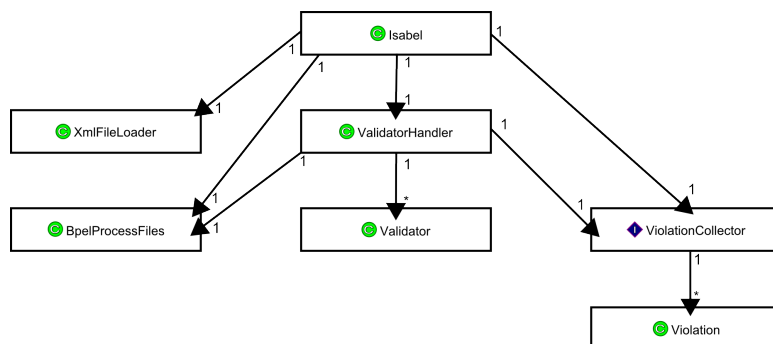 C Isabel
1 1 1 1
1 1
C XmlFileLoader
C ValidatorHandler
1
1 1
1 1 1
* 
C BpelProcessFiles
1
C Validator
I ViolationCollector
1
*
C Violation